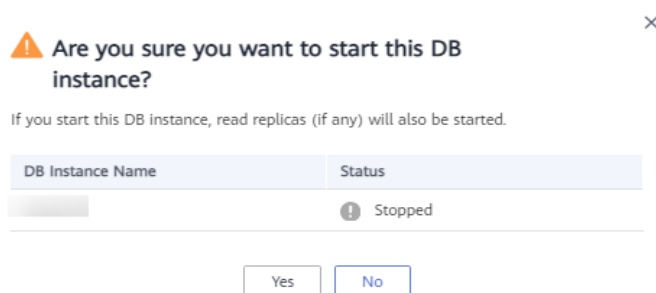 Are you sure you want to start this DB
instance?
If you start this DB instance, read replicas (if any) will also be started.
DB Instance Name Status
Stopped
Yes No